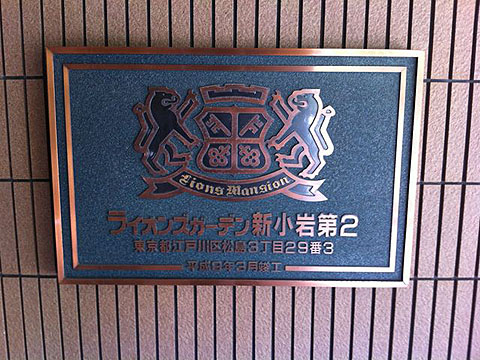 Lions Mansion
ライオンズガーデン新小岩第2
東京都江戸川区松島3丁目29番3
平成9年3月竣工